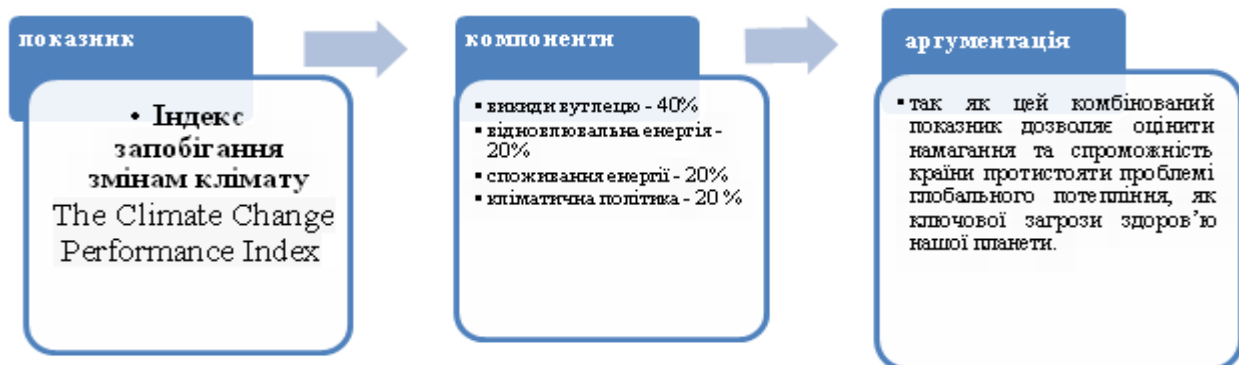 показник
• Індекс
запобігання
змінам клімату
The Climate Change
Performance Index
компоненти
▪ викиди вуглецю - 40%
▪ відновлювальна енергія -
20%
▪ споживання енергії - 20%
▪ кліматична політика - 20 %
аргументація
▪ так як цей комбінований
показник дозволяє оцінити
намагання та спроможність
країни протистояти проблемі
глобального потепління, як
ключової загрози здоров’ю
нашої планети.